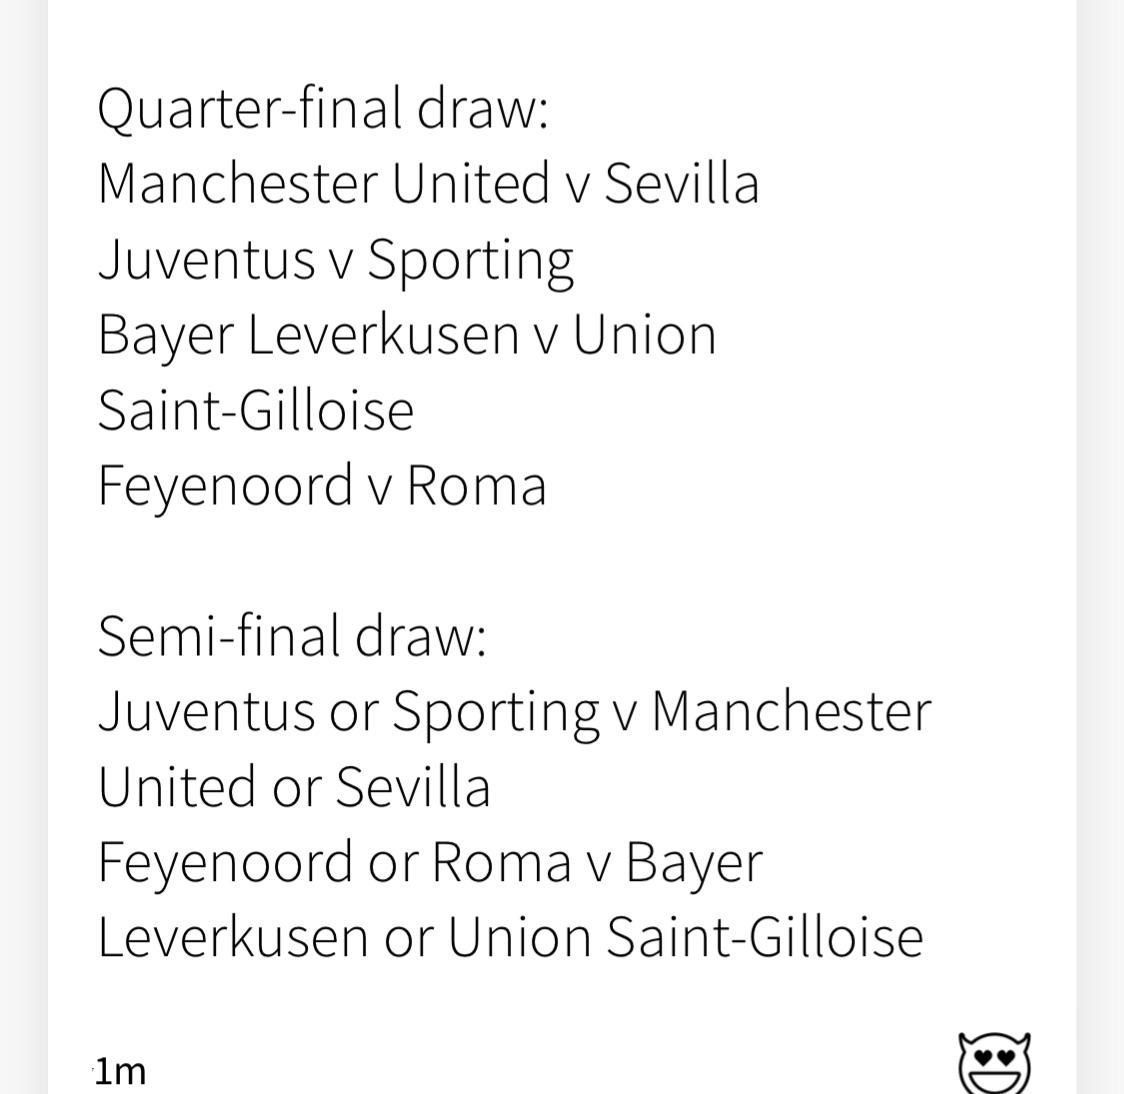 Quarter-final draw:
Manchester United v Sevilla
Juventus v Sporting
Bayer Leverkusen v Union
Saint-Gilloise
Feyenoord v Roma
Semi-final draw:
Juventus or Sporting v Manchester
United or Sevilla
Feyenoord or Roma v Bayer
Leverkusen or Union Saint-Gilloise
1m